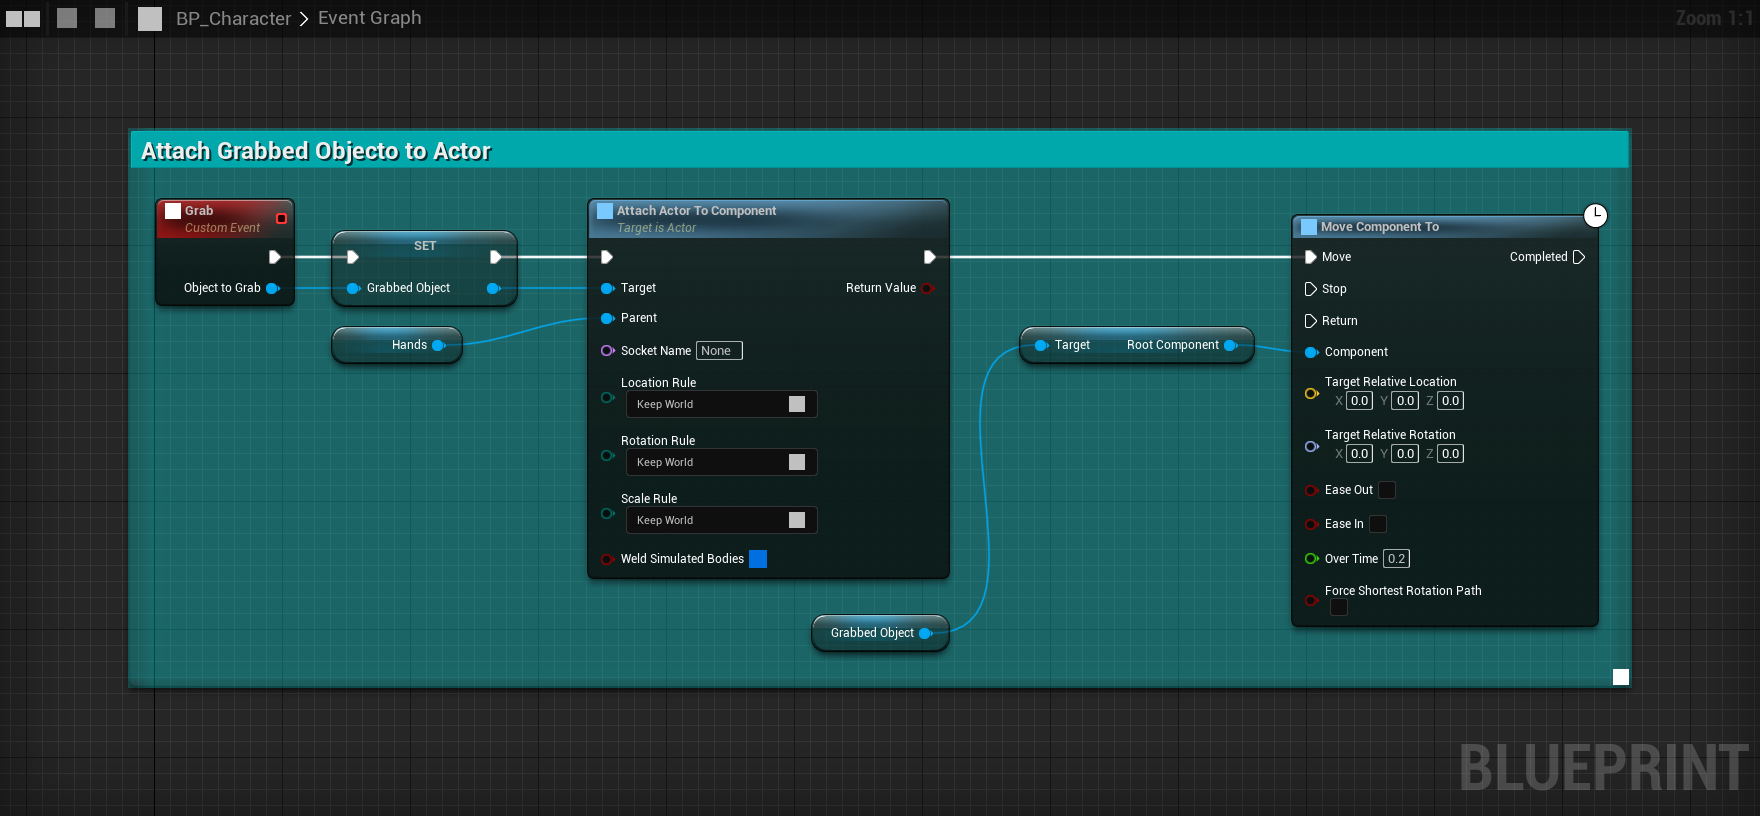 BP_Character > Event Graph
Zoom 1:1
Attach Grabbed Objecto to Actor
Grab
Custom Event
Object to Grab
SET
Grabbed Object
Hands
Attach Actor To Component
Target is Actor
Target
Return Value
Parent
Socket Name None
Location Rule
Keep World
Rotation Rule
Keep World
Scale Rule
Keep World
Weld Simulated Bodies
Grabbed Object
Target Root Component
Move Component To
Move Completed
Stop
Return
Component
Target Relative Location
X 0.0 Y 0.0 Z 0.0
Target Relative Rotation
X 0.0 Y 0.0 Z 0.0
Ease Out
Ease In
Over Time 0.2
Force Shortest Rotation Path
BLUEPRINT